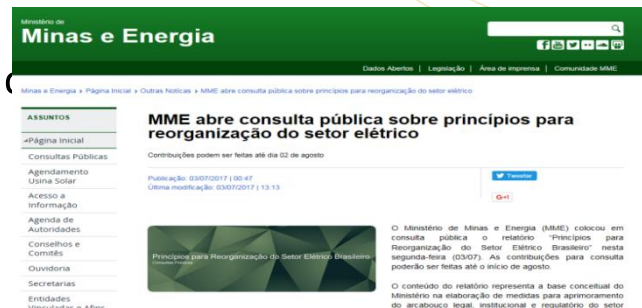 Ministério de
Minas e Energia
Dados Abertos | Legislação | Área de imprensa | Comunidade MME
Minas e Energia > Página Inicial > Outras Notícas > MME abre consulta pública sobre princípios para reorganização do setor elétrico
ASSUNTOS
Página Inicial
Consultas Públicas
Agendamento
Usina Solar
Acesso a
Informação
Agenda de
Autoridades
Conselhos e
Comitês
Ouvidoria
Secretarias
Entidades
Vinculadas e Afins
MME abre consulta pública sobre princípios para
reorganização do setor elétrico
Contribuições podem ser feitas até dia 02 de agosto
Publicação: 03/07/2017 | 00:47
Última modificação: 03/07/2017 | 13:13
Tweetar
G+1
Princípios para Reorganização do Setor Elétrico Brasileiro
O Ministério de Minas e Energia (MME) colocou em
consulta pública o relatório "Princípios para
Reorganização do Setor Elétrico Brasileiro" nesta
segunda-feira (03/07). As contribuições para consulta
poderão ser feitas até o início de agosto.
O conteúdo do relatório representa a base conceitual do
Ministério na elaboração de medidas para aprimoramento
do arcabouço legal, institucional e regulatório do setor